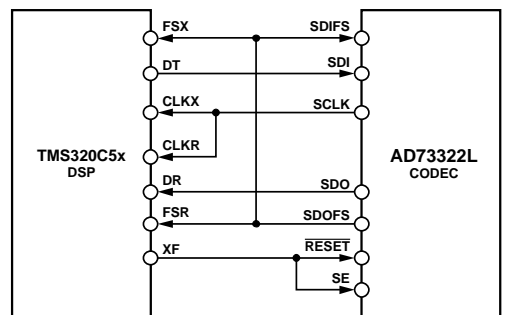 FSX SDIFS
DT SDI
CLKX SCLK
CLKR
TMS320C5x AD73322L
DSP CODEC
DR SDO
FSR SDOFS
XF RESET
SE